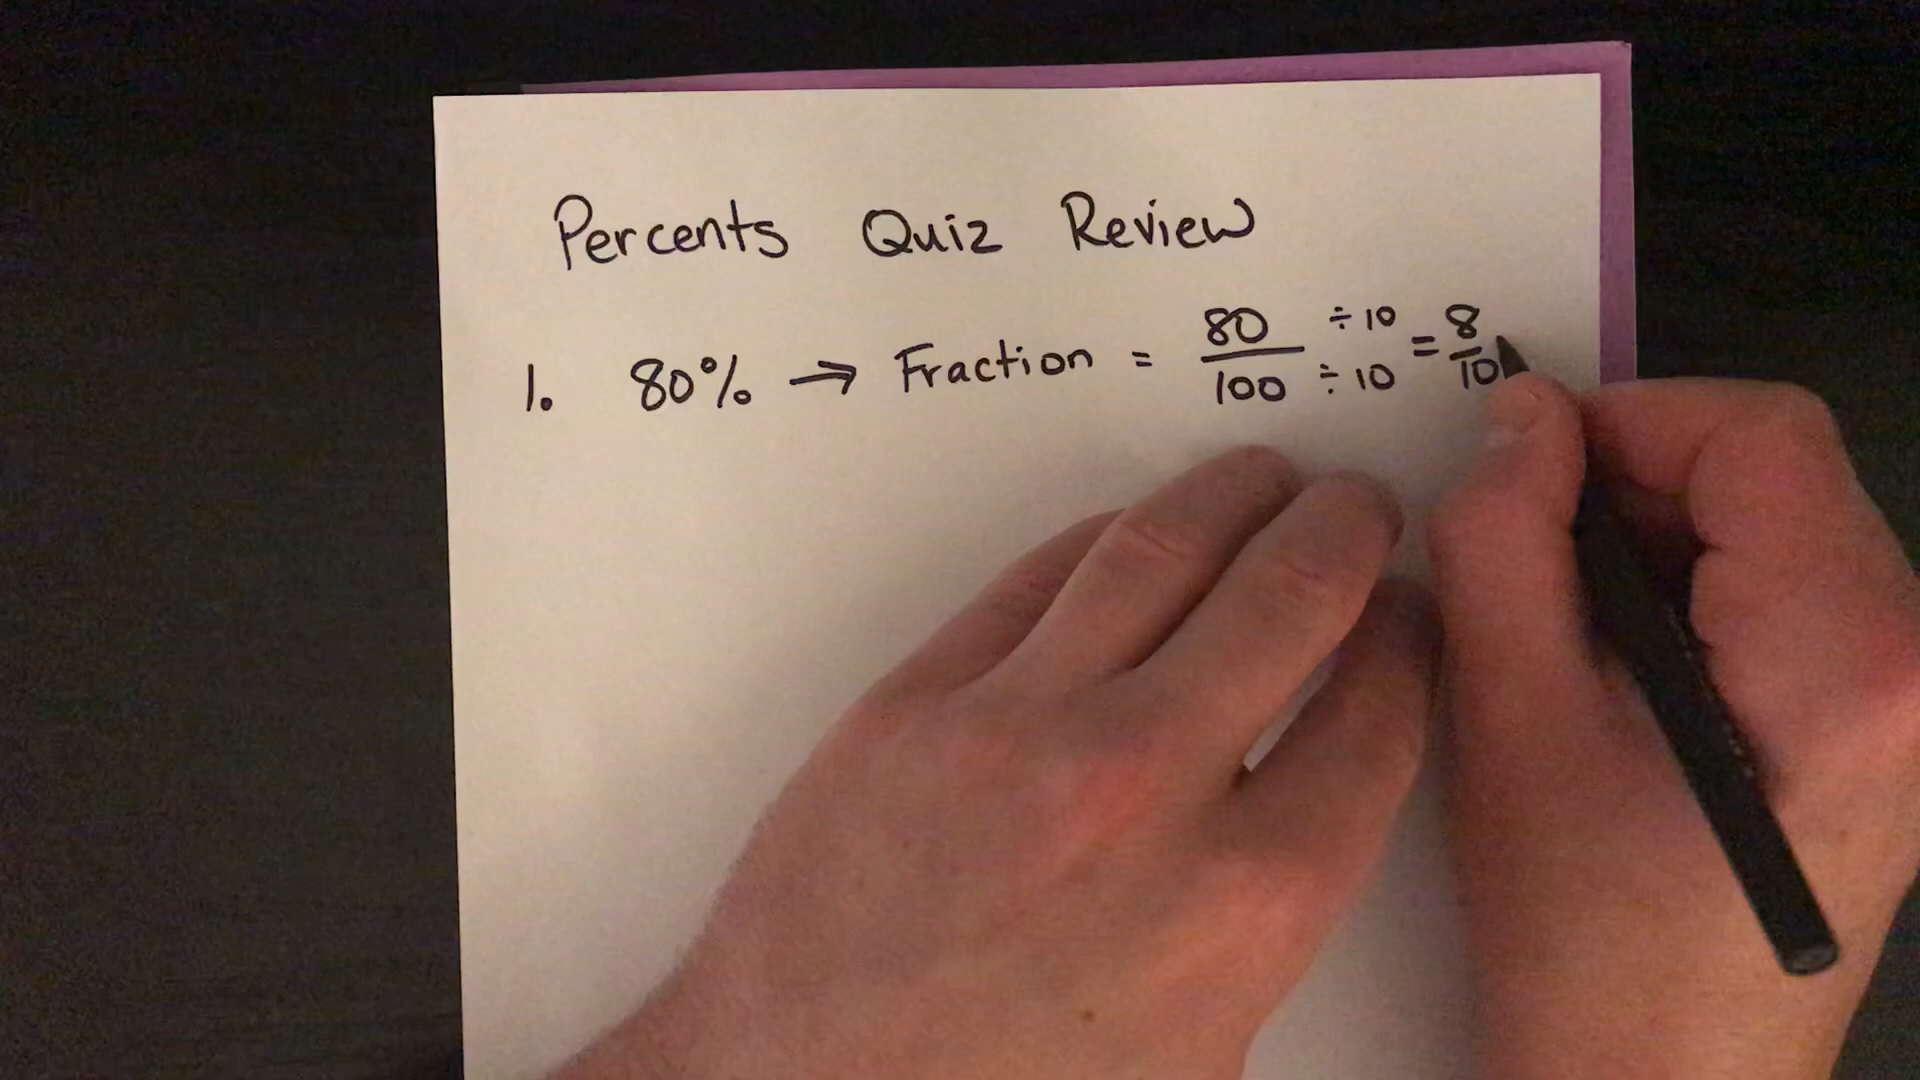 Percents Quiz Review
1. 80% → Fraction = 80/100 ÷10/÷10 = 8/10